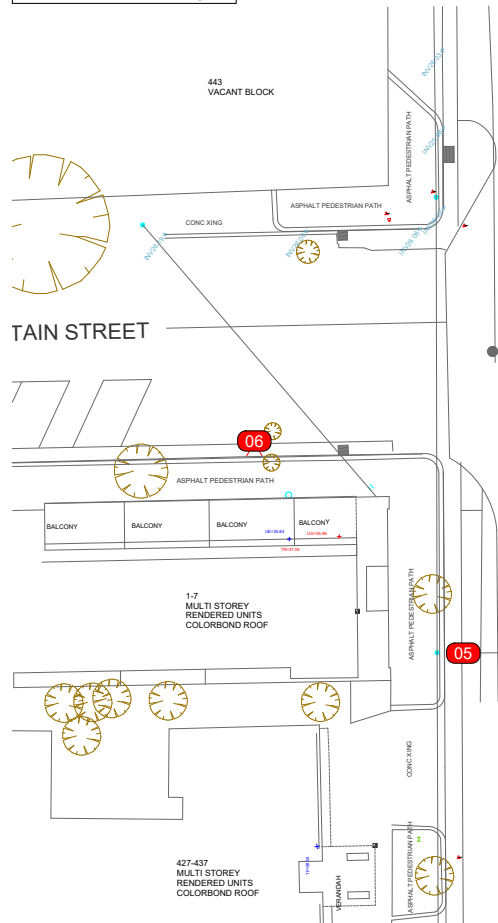 443
VACANT BLOCK
ASPHALT PEDESTRIAN PATH
ASPHALT PEDESTRIAN PATH
CONC XING
TAIN STREET
06
ASPHALT PEDESTRIAN PATH
BALCONY
BALCONY
BALCONY
BALCONY
1-7
MULTI STOREY
RENDERED UNITS
COLORBOND ROOF
ASPHALT PEDESTRIAN PATH
05
CONC XING
427-437
MULTI STOREY
RENDERED UNITS
COLORBOND ROOF
VERANDAH
ASPHALT PEDESTRIAN PATH